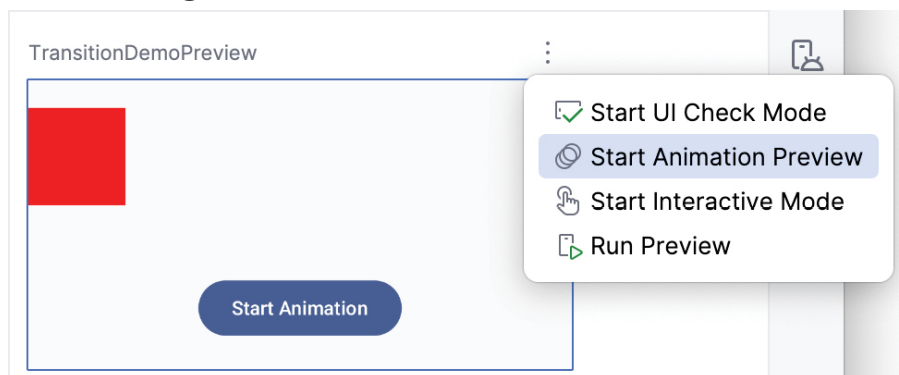 TransitionDemoPreview
Start UI Check Mode
Start Animation Preview
Start Interactive Mode
Run Preview
Start Animation